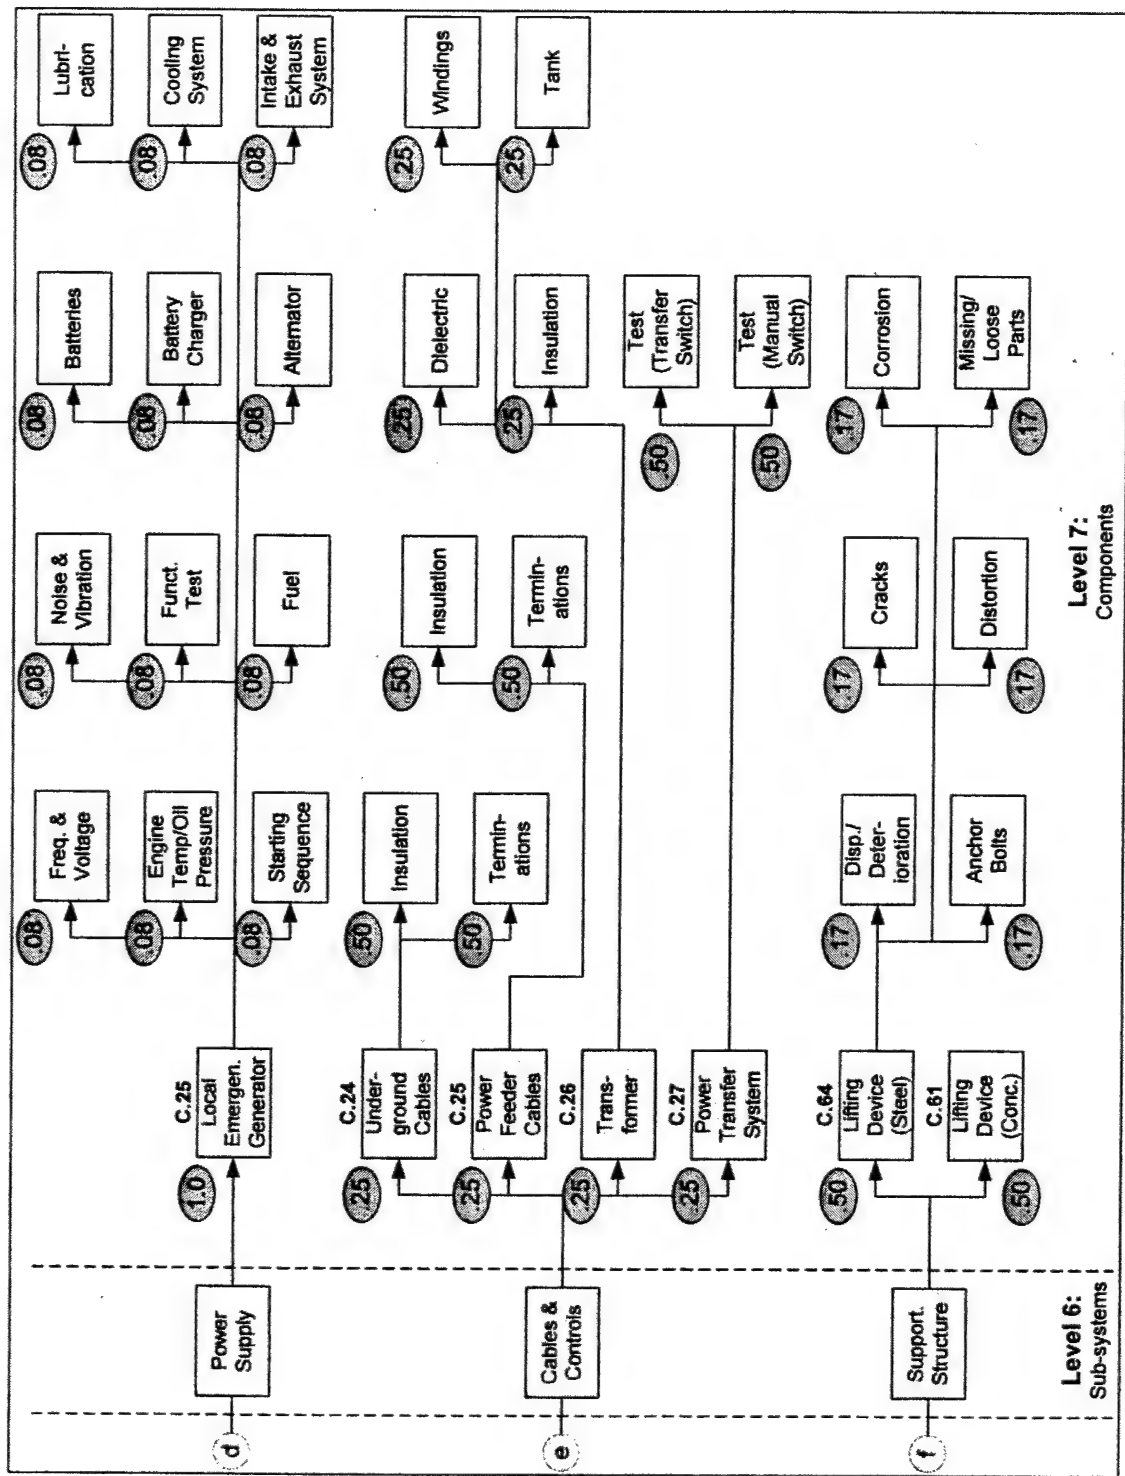 d
Power
Supply
1.0
C.25
Local
Emergen.
Generator
.08
Freq. &
Voltage
.08
Engine
Temp/Oil
Pressure
.08
Starting
Sequence
.08
Noise &
Vibration
.08
Funct.
Test
.08
Fuel
.08
Batteries
.08
Battery
Charger
.08
Alternator
.08
Lubri-
cation
.08
Cooling
System
.08
Intake &
Exhaust
System
e
Cables &
Controls
.25
C.24
Under-
ground
Cables
.50
Insulation
.50
Termin-
ations
.25
C.25
Power
Feeder
Cables
.50
Insulation
.50
Termin-
ations
.25
C.26
Trans-
former
.25
Dielectric
.25
Insulation
.25
Windings
.25
Tank
.25
C.27
Power
Transfer
System
.50
Test
(Transfer
Switch)
.50
Test
(Manual
Switch)
f
Support.
Structure
.50
C.64
Lifting
Device
(Steel)
.50
C.61
Lifting
Device
(Conc.)
.17
Disp./
Deter-
ioration
.17
Anchor
Bolts
.17
Cracks
.17
Distortion
.17
Corrosion
.17
Missing/
Loose
Parts
Level 6:
Sub-systems
Level 7:
Components